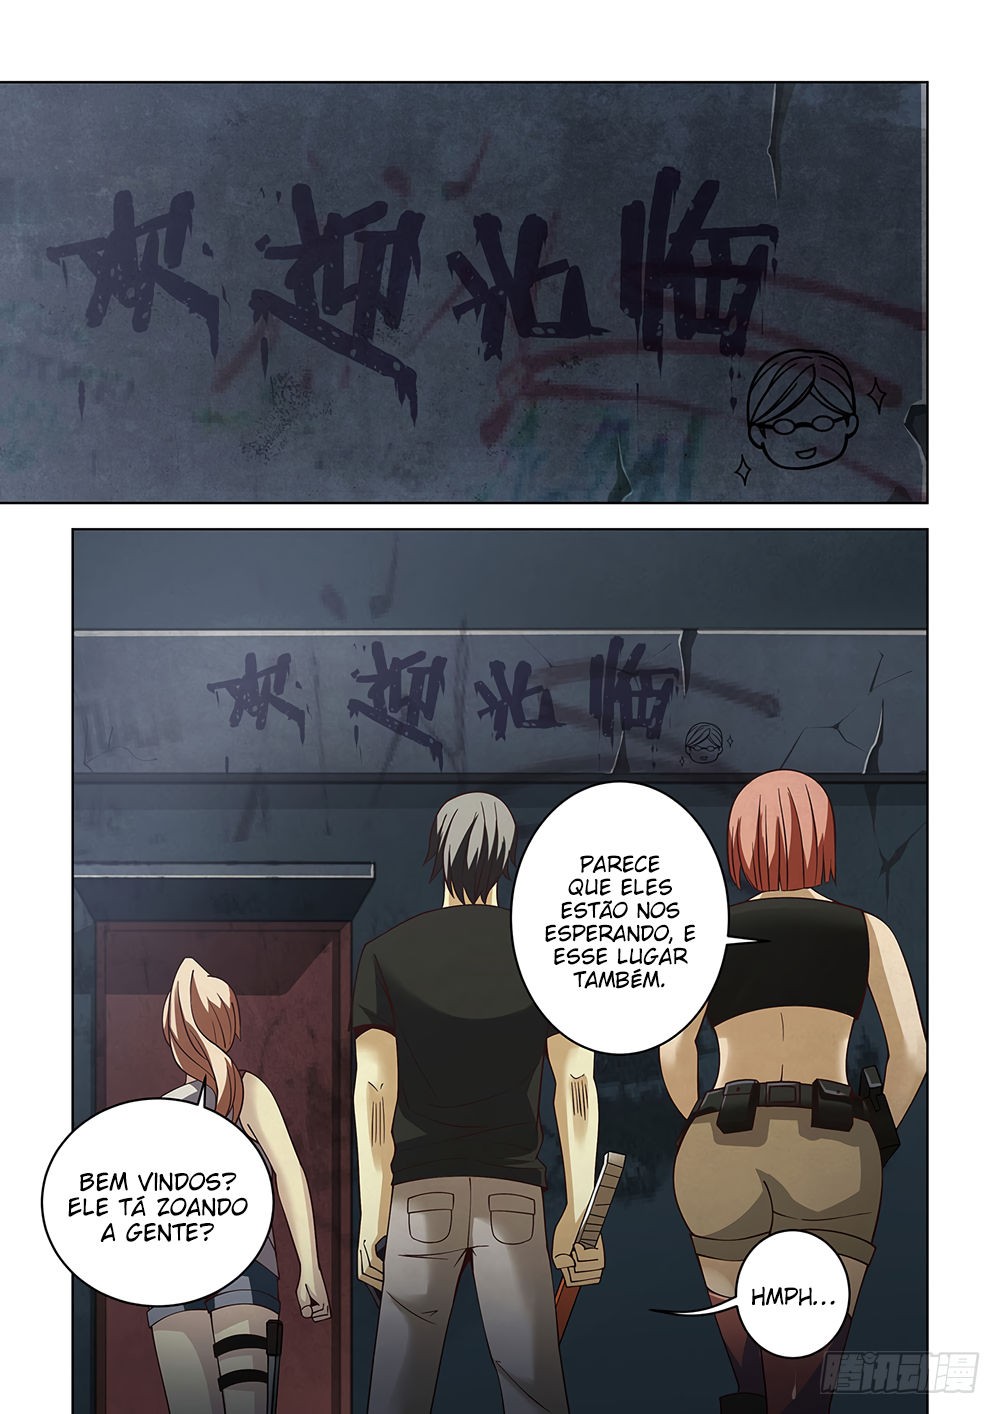 欢迎光临
欢迎光临
PARECE
QUE ELES
ESTÃO NOS
ESPERANDO, E
ESSE LUGAR
TAMBÉM.
BEM VINDOS?
ELE TÁ ZOANDO
A GENTE?
HMPH...
腾讯动漫